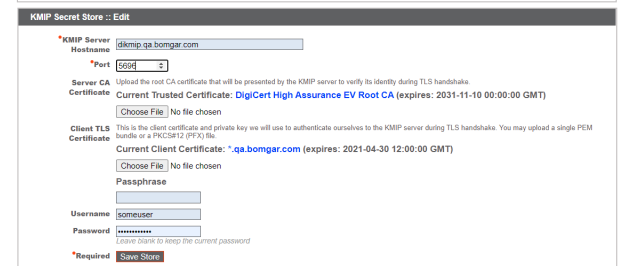 KMIP Secret Store :: Edit
*KMIP Server Hostname dikmip.qa.bomgar.com
*Port 5696
Server CA Certificate Upload the root CA certificate that will be presented by the KMIP server to verify its identity during TLS handshake.
Current Trusted Certificate: DigiCert High Assurance EV Root CA (expires: 2031-11-10 00:00:00 GMT)
Choose File No file chosen
Client TLS Certificate This is the client certificate and private key we will use to authenticate ourselves to the KMIP server during TLS handshake. You may upload a single PEM
bundle or a PKCS#12 (PFX) file
Current Client Certificate: *.qa.bomgar.com (expires: 2021-04-30 12:00:00 GMT)
Choose File No file chosen
Passphrase
Username someuser
Password ••••••••••••
Leave blank to keep the current password
*Required Save Store